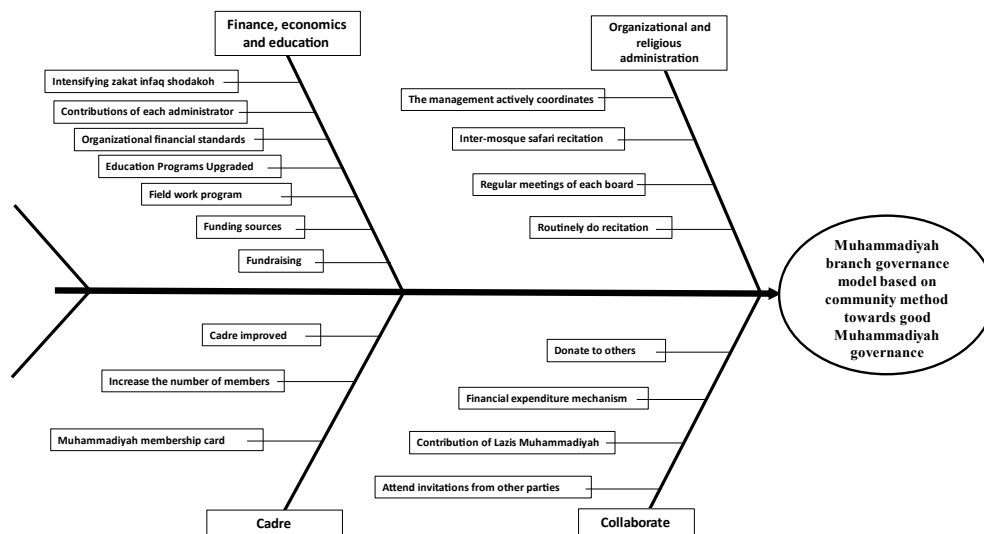 Finance, economics
and education
Intensifying zakat infaq shodakoh
Contributions of each administrator
Organizational financial standards
Education Programs Upgraded
Field work program
Funding sources
Fundraising
Organizational and
religious
administration
The management actively coordinates
Inter-mosque safari recitation
Regular meetings of each board
Routinely do recitation
Muhammadiyah
branch governance
model based on
community method
towards good
Muhammadiyah
governance
Cadre improved
Increase the number of members
Muhammadiyah membership card
Cadre
Donate to others
Financial expenditure mechanism
Contribution of Lazis Muhammadiyah
Attend invitations from other parties
Collaborate